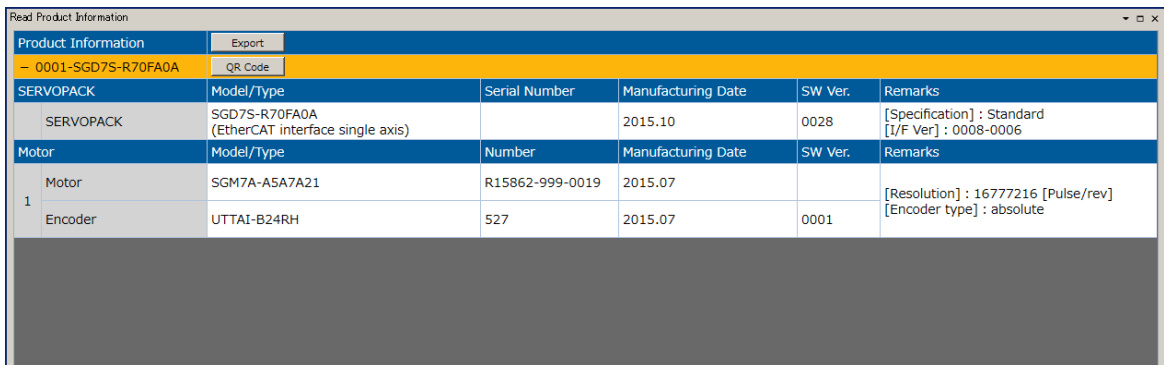 Read Product Information
Product Information Export
− 0001-SGD7S-R70FA0A QR Code
SERVOPACK Model/Type Serial Number Manufacturing Date SW Ver. Remarks
SERVOPACK SGD7S-R70FA0A (EtherCAT interface single axis) 2015.10 0028 [Specification] : Standard [I/F Ver] : 0008-0006
Motor Model/Type Number Manufacturing Date SW Ver. Remarks
1 Motor SGM7A-A5A7A21 R15862-999-0019 2015.07 [Resolution] : 16777216 [Pulse/rev]
Encoder UTTAI-B24RH 527 2015.07 0001 [Encoder type] : absolute